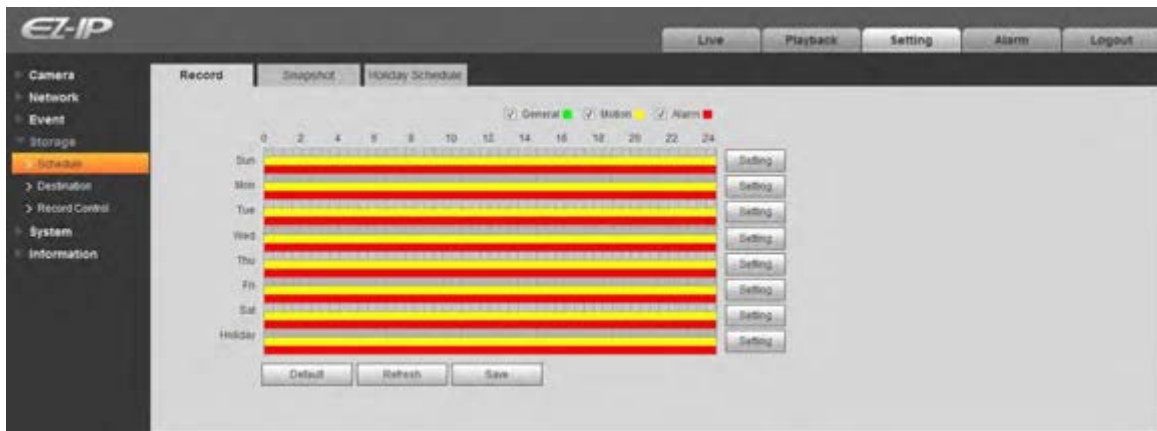 EZ-IP
Live Playback Setting Alarm Logout
Camera
Network
Event
Storage
Schedule
Destination
Record Control
System
Information
Record Snapshot Holiday Schedule
General Motion Alarm
0 2 4 6 8 10 12 14 16 18 20 22 24
Sun Setting
Mon Setting
Tue Setting
Wed Setting
Thu Setting
Fri Setting
Sat Setting
Holiday Setting
Default Refresh Save